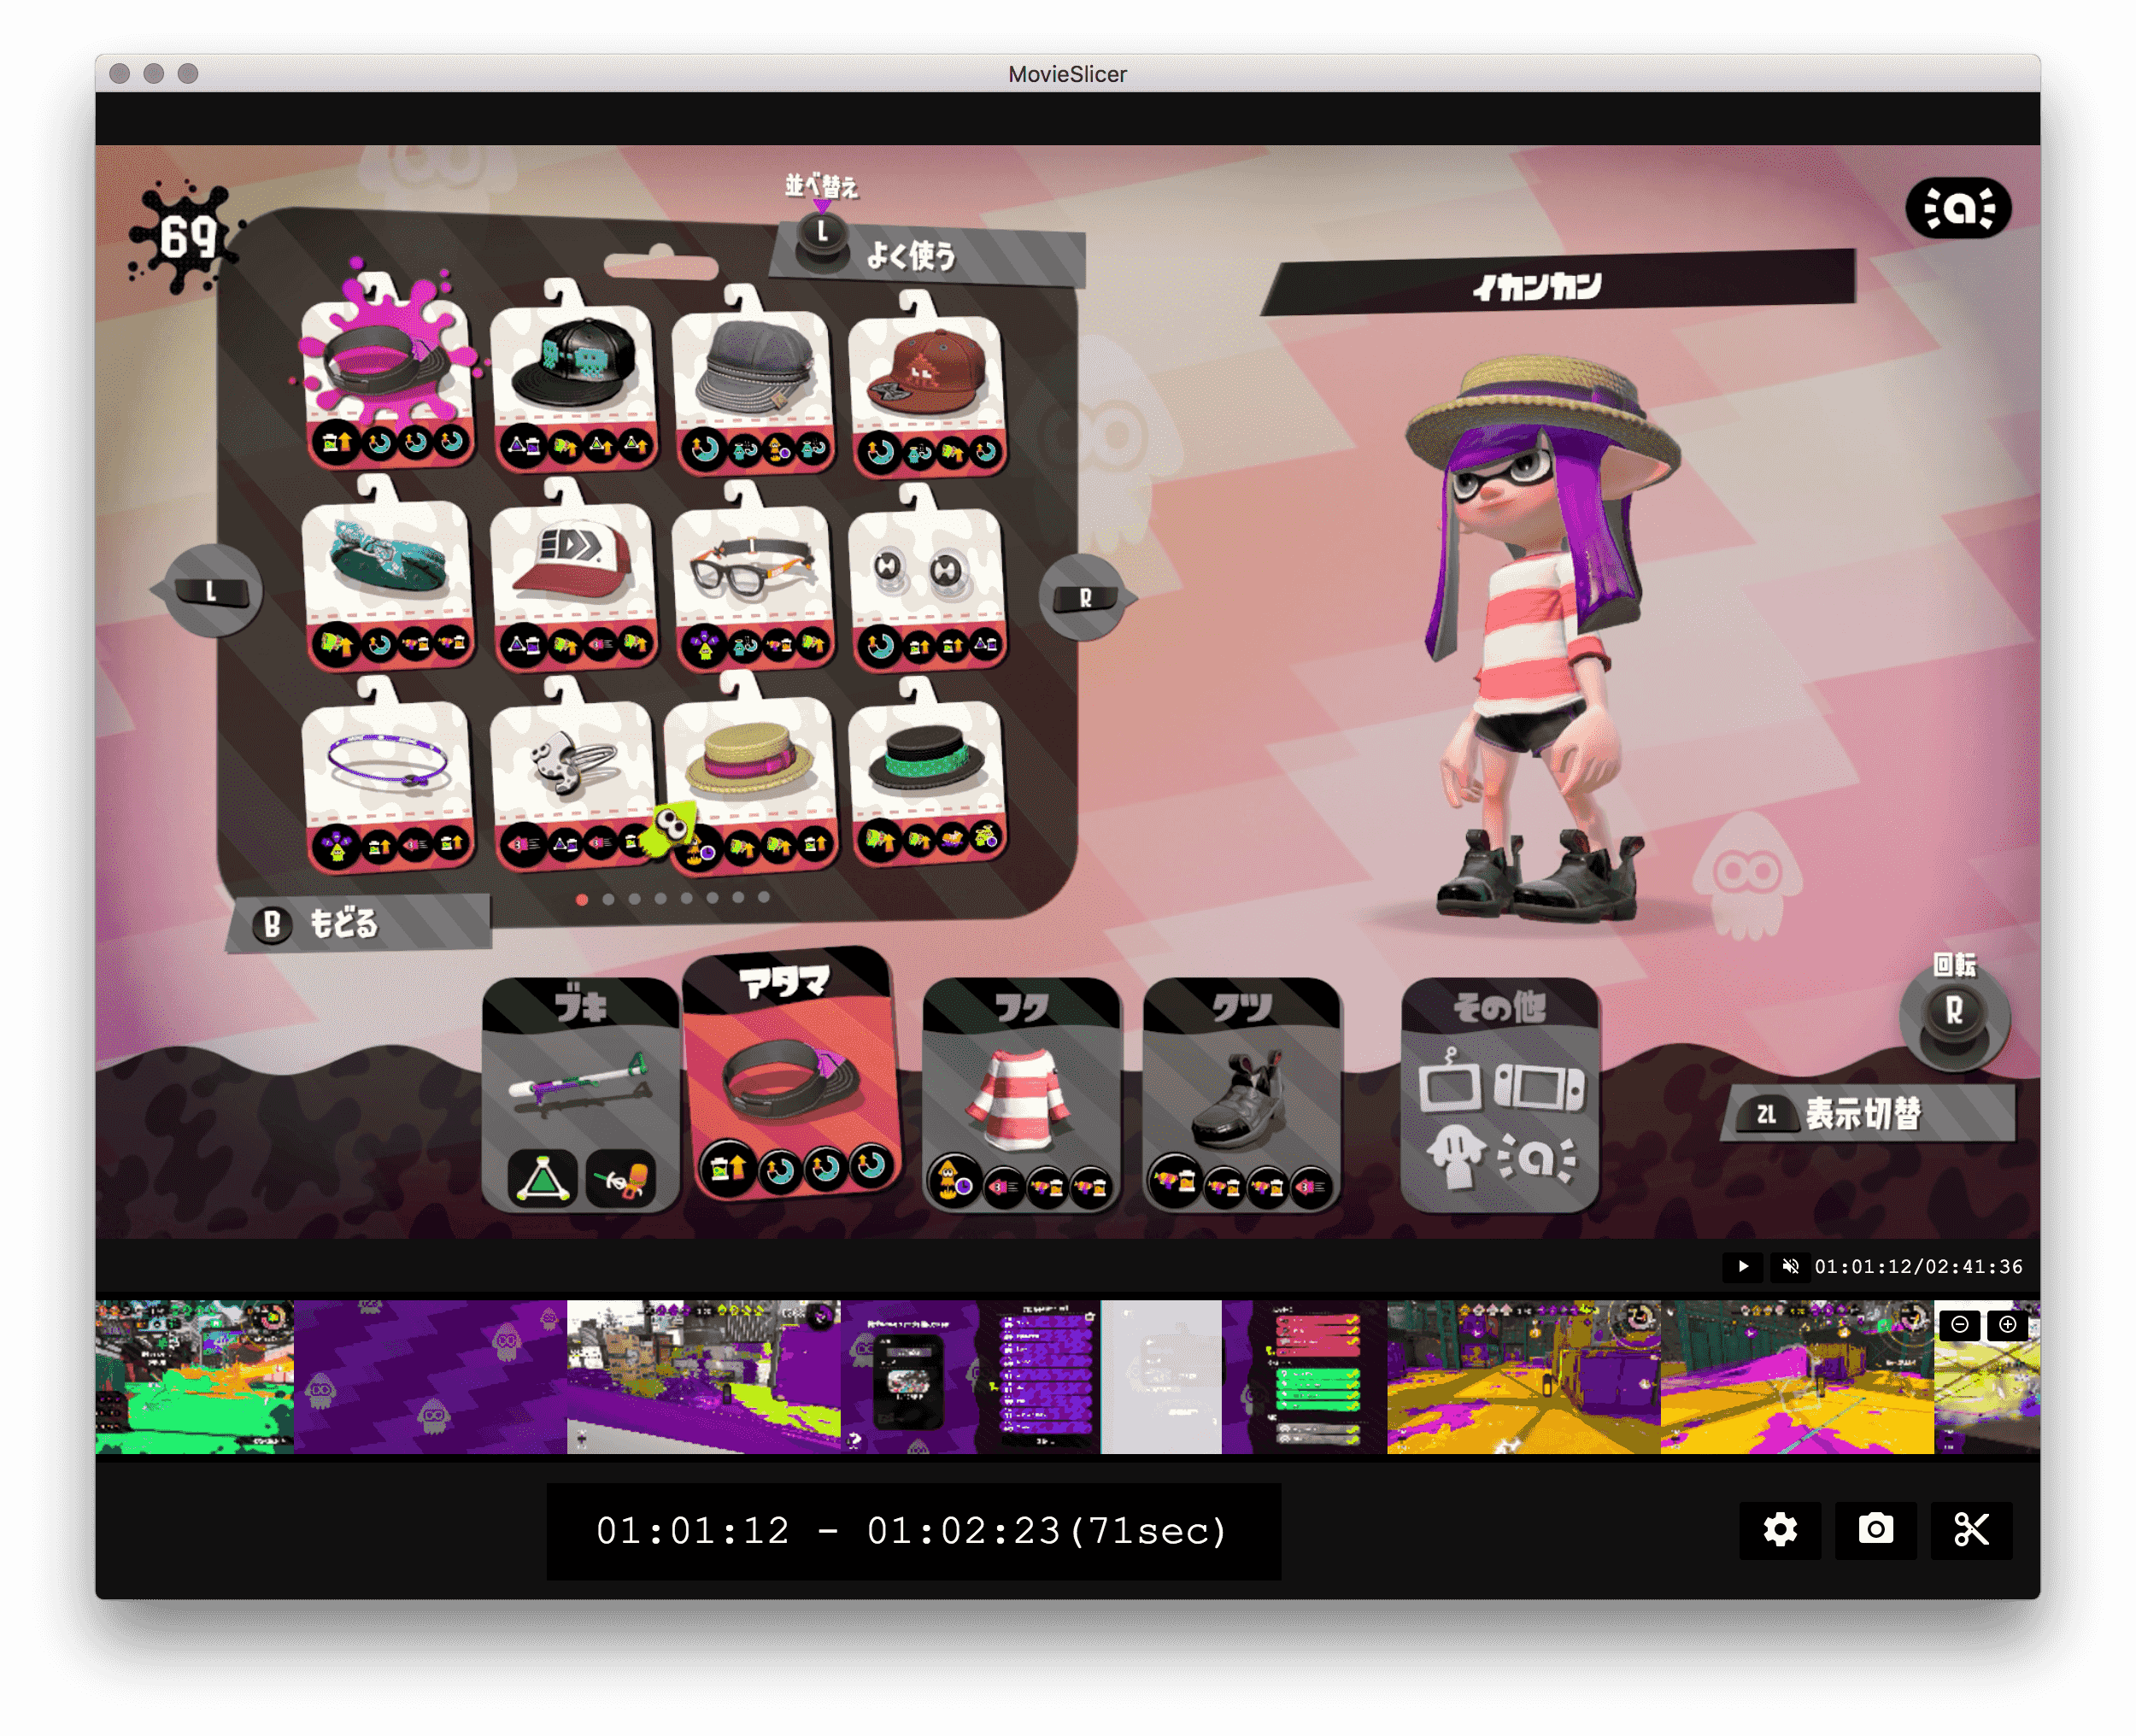 MovieSlicer
69
並べ替え
L
よく使う
イカンカン
L
R
B もどる
ブキ
アタマ
フク
クツ
その他
回転
R
ZL 表示切替
01:01:12/02:41:36
01:01:12 - 01:02:23(71sec)